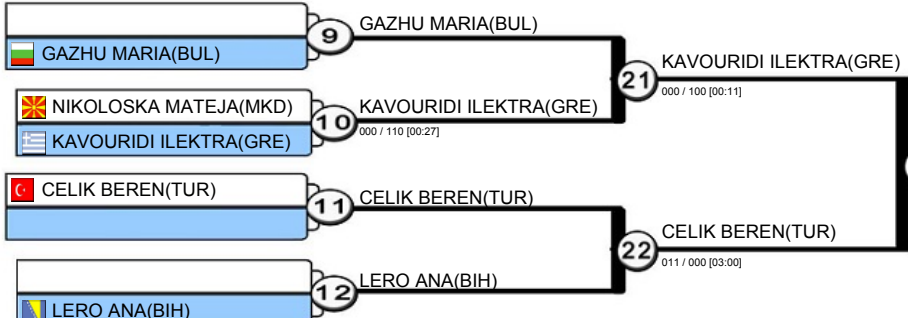 GAZHU MARIA(BUL)
9
GAZHU MARIA(BUL)
NIKOLOSKA MATEJA(MKD)
KAVOURIDI ILEKTRA(GRE)
10
KAVOURIDI ILEKTRA(GRE)
000 / 110 [00:27]
21
KAVOURIDI ILEKTRA(GRE)
000 / 100 [00:11]
CELIK BEREN(TUR)
11
CELIK BEREN(TUR)
LERO ANA(BIH)
12
LERO ANA(BIH)
22
CELIK BEREN(TUR)
011 / 000 [03:00]